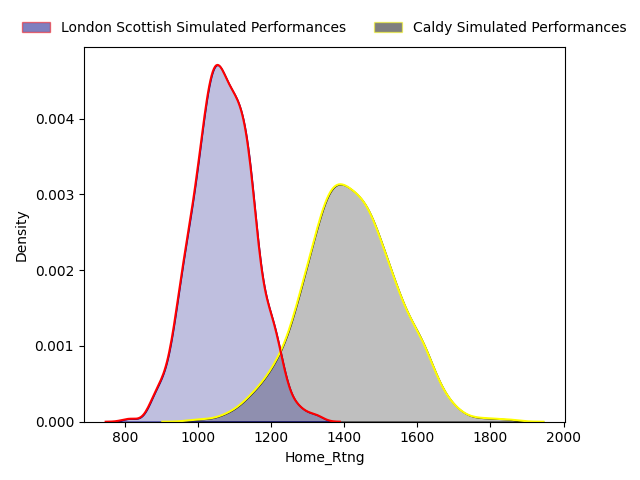 London Scottish Simulated Performances
Caldy Simulated Performances
Density
0.004
0.003
0.002
0.001
0.000
800 1000 1200 1400 1600 1800 2000
Home_Rtng